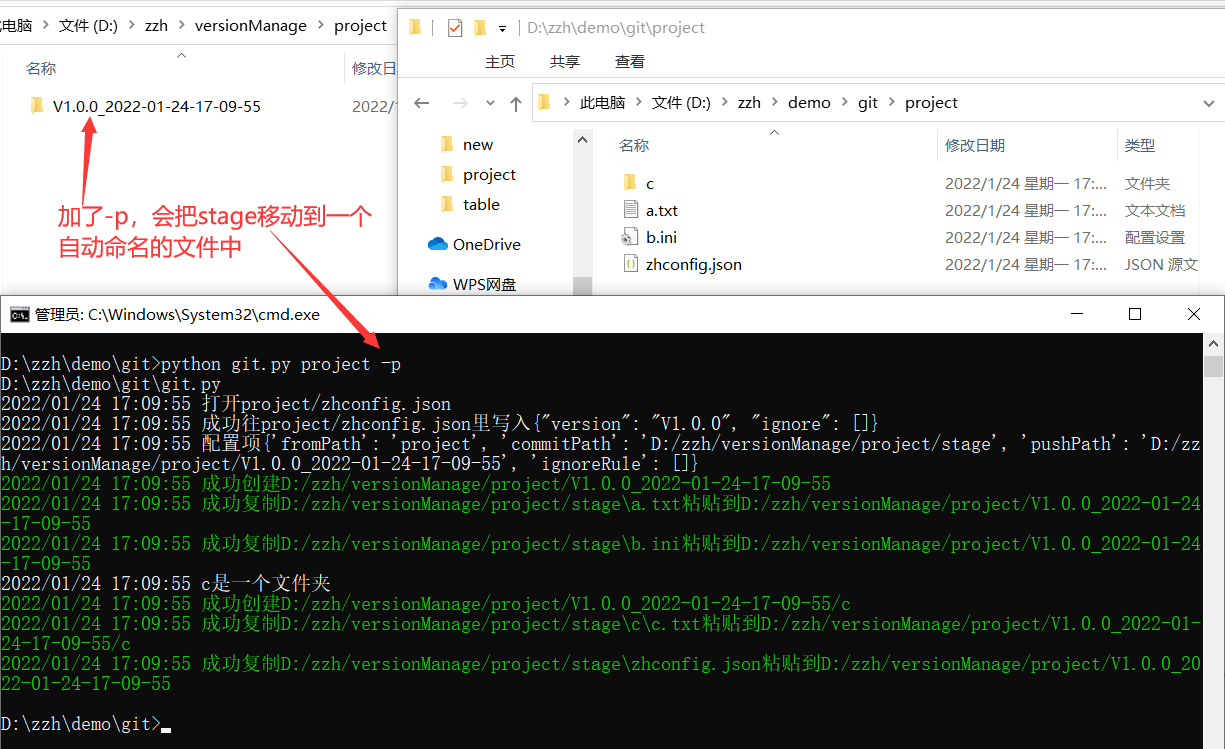 此电脑 > 文件 (D:) > zzh > versionManage > project
名称 修改日
V1.0.0_2022-01-24-17-09-55 2022/1
加了-p，会把stage移动到一个
自动命名的文件中
D:\zzh\demo\git\project
主页 共享 查看
此电脑 > 文件 (D:) > zzh > demo > git > project
new
project
table
OneDrive
WPS网盘
名称 修改日期 类型
c 2022/1/24 星期一 17:... 文件夹
a.txt 2022/1/24 星期一 17:... 文本文档
b.ini 2022/1/24 星期一 17:... 配置设置
zhconfig.json 2022/1/24 星期一 17:... JSON 源文
管理员: C:\Windows\System32\cmd.exe
D:\zzh\demo\git>python git.py project -p
D:\zzh\demo\git\git.py
2022/01/24 17:09:55 打开project/zhconfig.json
2022/01/24 17:09:55 成功往project/zhconfig.json里写入{"version": "V1.0.0", "ignore": []}
2022/01/24 17:09:55 配置项{'fromPath': 'project', 'commitPath': 'D:/zzh/versionManage/project/stage', 'pushPath': 'D:/zz
h/versionManage/project/V1.0.0_2022-01-24-17-09-55', 'ignoreRule': []}
2022/01/24 17:09:55 成功创建D:/zzh/versionManage/project/V1.0.0_2022-01-24-17-09-55
2022/01/24 17:09:55 成功复制D:/zzh/versionManage/project/stage\a.txt粘贴到D:/zzh/versionManage/project/V1.0.0_2022-01-24
-17-09-55
2022/01/24 17:09:55 成功复制D:/zzh/versionManage/project/stage\b.ini粘贴到D:/zzh/versionManage/project/V1.0.0_2022-01-24
-17-09-55
2022/01/24 17:09:55 c是一个文件夹
2022/01/24 17:09:55 成功创建D:/zzh/versionManage/project/V1.0.0_2022-01-24-17-09-55/c
2022/01/24 17:09:55 成功复制D:/zzh/versionManage/project/stage\c\c.txt粘贴到D:/zzh/versionManage/project/V1.0.0_2022-01-
24-17-09-55/c
2022/01/24 17:09:55 成功复制D:/zzh/versionManage/project/stage\zhconfig.json粘贴到D:/zzh/versionManage/project/V1.0.0_20
22-01-24-17-09-55
D:\zzh\demo\git>